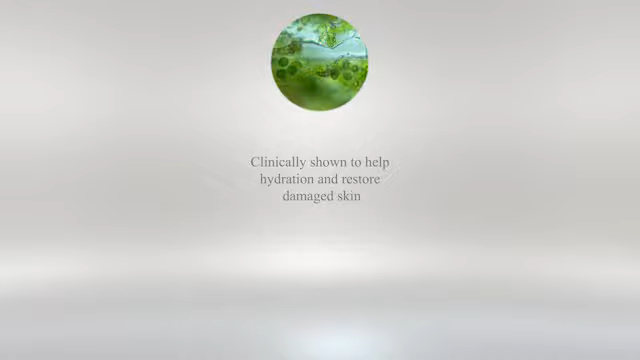 Clinically shown to help
hydration and restore
damaged skin